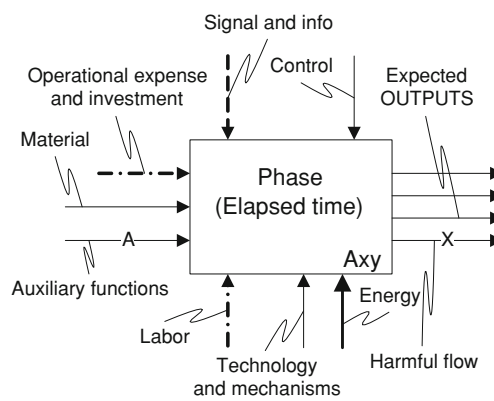 Signal and info
Operational expense
and investment
Control
Expected
OUTPUTS
Material
Phase
(Elapsed time)
A
X
Axy
Auxiliary functions
Labor
Energy
Technology
and mechanisms
Harmful flow